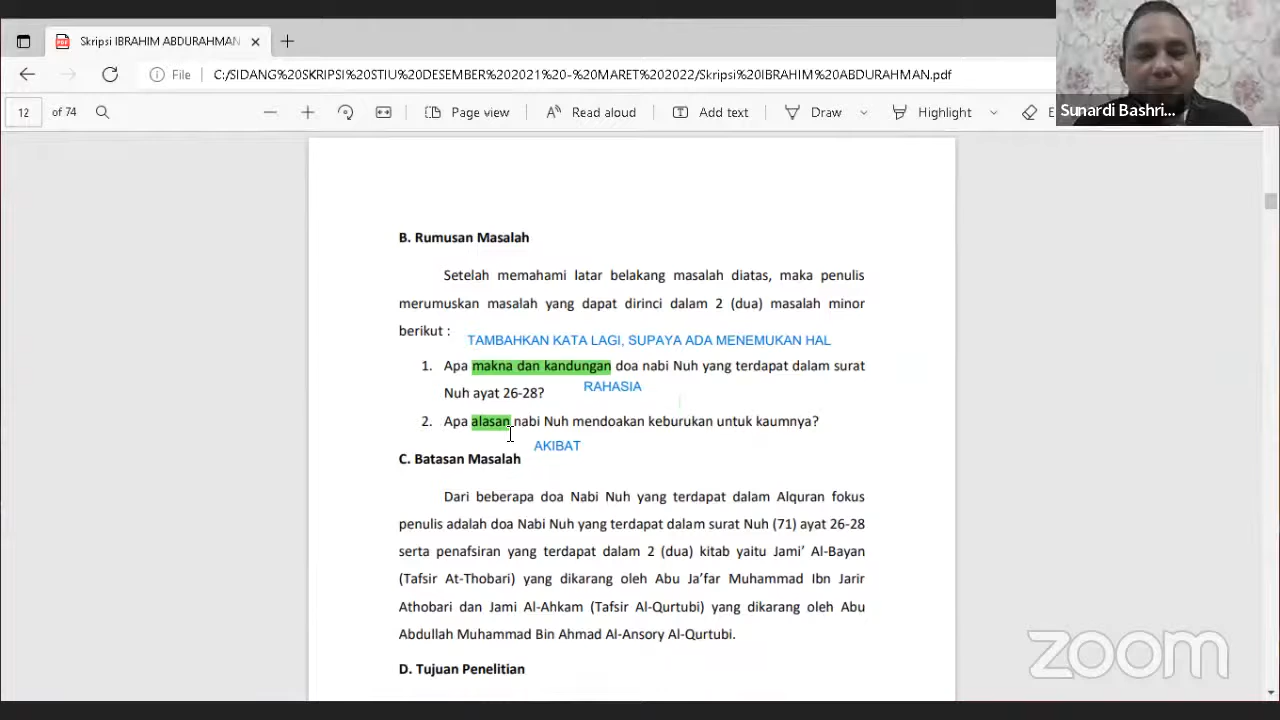 Skripsi IBRAHIM ABDURAHMAN
File C:/SIDANG%20SKRIPSI%20STIU%20DESEMBER%202021%20-%20MARET%202022/Skripsi%20IBRAHIM%20ABDURAHMAN.pdf
12 of 74 Page view Read aloud Add text Draw Highlight E
Sunardi Bashri...
B. Rumusan Masalah
Setelah memahami latar belakang masalah diatas, maka penulis
merumuskan masalah yang dapat dirinci dalam 2 (dua) masalah minor
berikut :
TAMBAHKAN KATA LAGI, SUPAYA ADA MENEMUKAN HAL
1. Apa makna dan kandungan doa nabi Nuh yang terdapat dalam surat
RAHASIA
Nuh ayat 26-28?
2. Apa alasan nabi Nuh mendoakan keburukan untuk kaumnya?
AKIBAT
C. Batasan Masalah
Dari beberapa doa Nabi Nuh yang terdapat dalam Alquran fokus
penulis adalah doa Nabi Nuh yang terdapat dalam surat Nuh (71) ayat 26-28
serta penafsiran yang terdapat dalam 2 (dua) kitab yaitu Jami’ Al-Bayan
(Tafsir At-Thobari) yang dikarang oleh Abu Ja’far Muhammad Ibn Jarir
Athobari dan Jami Al-Ahkam (Tafsir Al-Qurtubi) yang dikarang oleh Abu
Abdullah Muhammad Bin Ahmad Al-Ansory Al-Qurtubi.
D. Tujuan Penelitian
zoom